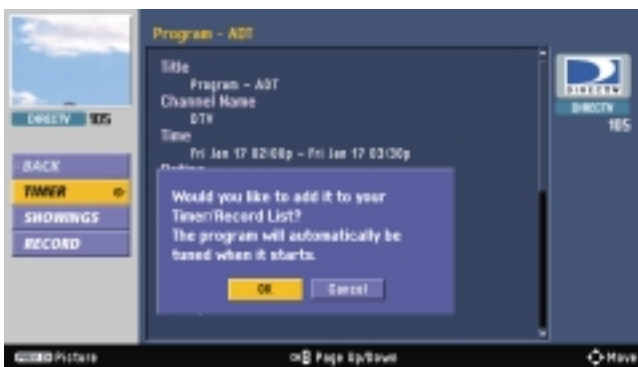 Program - ADT
Title
Program - ADT
Channel Name
DTV
Time
Fri Jan 17 02:00p - Fri Jan 17 03:30p
Rating
DIRECTV 105
DIRECTV
DIRECTV
105
BACK
TIMER
SHOWINGS
RECORD
Would you like to add it to your
Timer/Record List?
The program will automatically be
tuned when it starts.
OK Cancel
Picture
Page Up/Down
Move